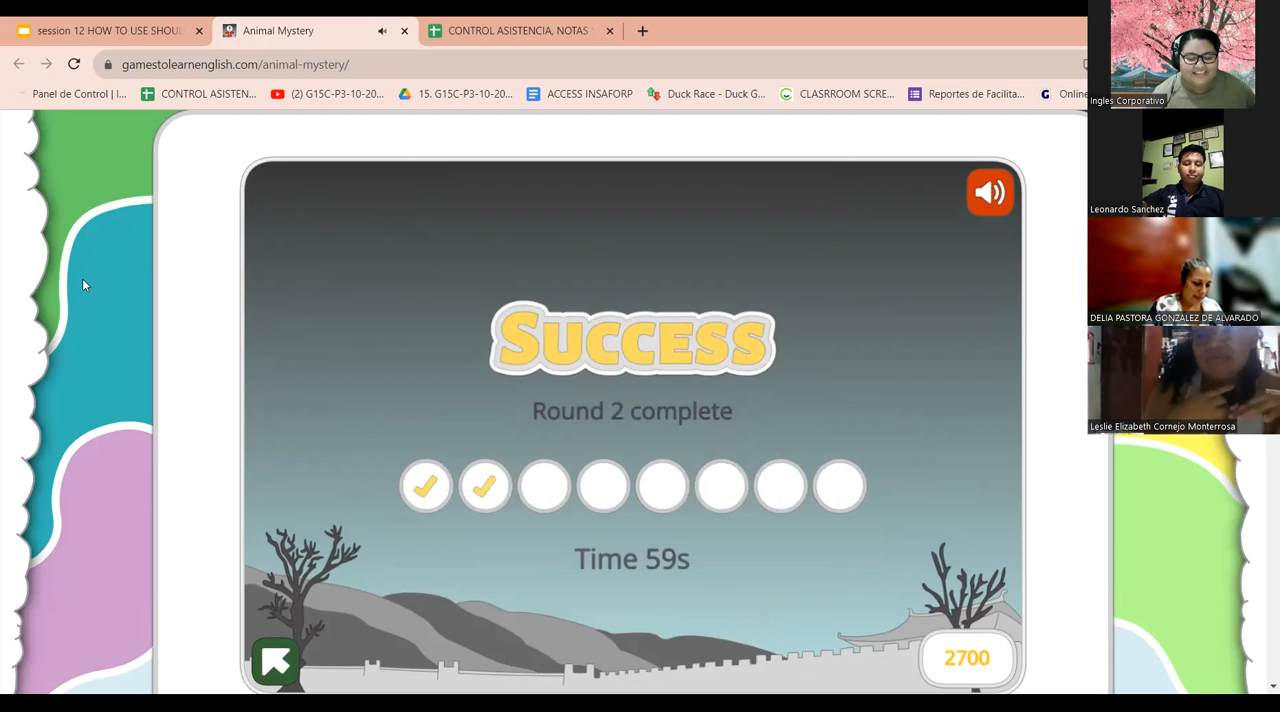 session 12 HOW TO USE SHOU
Animal Mystery
CONTROL ASISTENCIA, NOTAS
gamestolearnenglish.com/animal-mystery/
Panel de Control | I...
CONTROL ASISTEN...
(2) G15C-P3-10-20...
15. G15C-P3-10-20...
ACCESS INSAFORP
Duck Race - Duck G...
CLASRROOM SCRE...
Reportes de Facilita...
Online
Ingles Corporativo
Leonardo Sanchez
DELIA PASTORA GONZALEZ DE ALVARADO
Leslie Elizabeth Cornejo Monterrosa
SUCCESS
Round 2 complete
Time 59s
2700